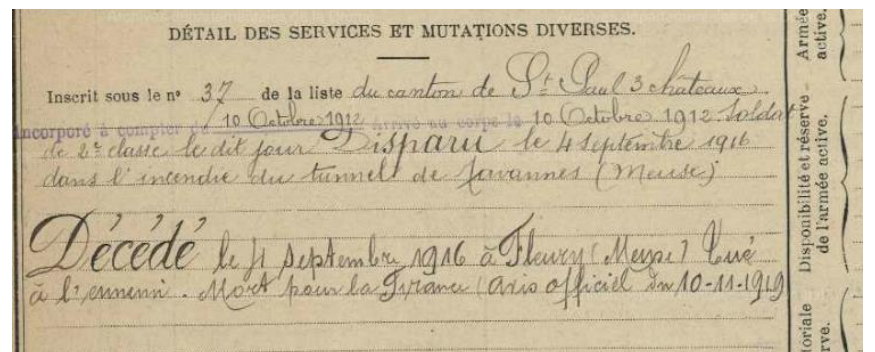 DÉTAIL DES SERVICES ET MUTATIONS DIVERSES.
Inscrit sous le nº 37 de la liste du canton de St Paul 3 châteaux.
Incorporé à compter du 10 Octobre 1912 Arrivé au corps le 10 Octobre 1912. Soldat
de 2e classe le dit jour Disparu le 4 septembre 1916
dans l'incendie du tunnel de Tavannes (Meuse)
Décédé le 4 septembre 1916 à Fleury (Meuse) Tué
à l'ennemi. Mort pour la France (avis officiel du 10-11-1919
Armée
active.
Disponibilité et réserve
de l'armée active.
toriale
rve.